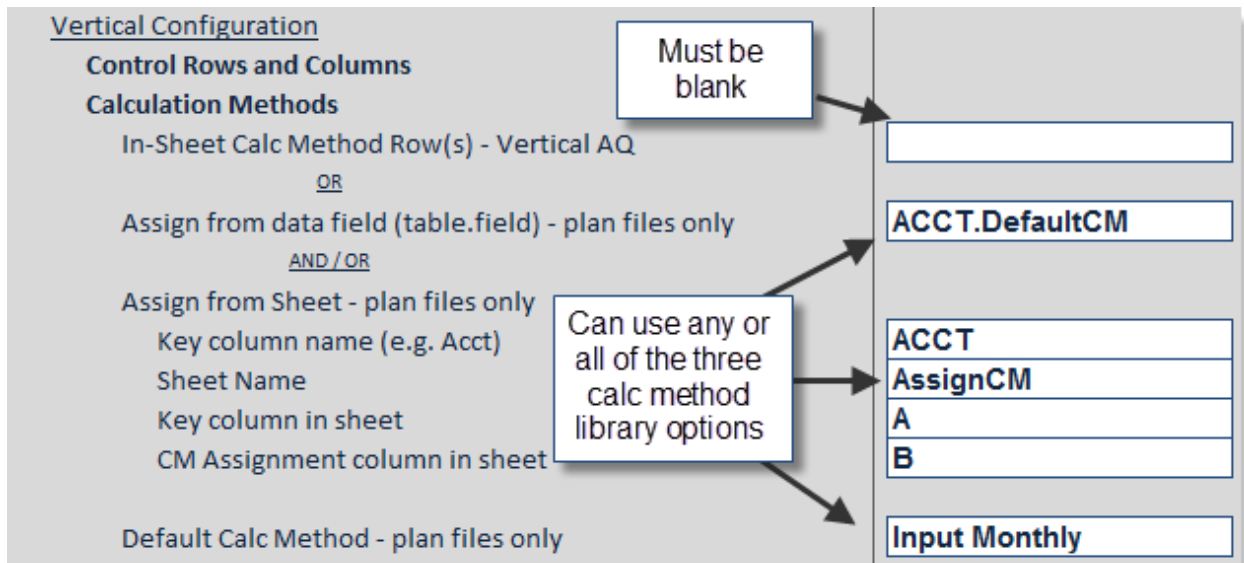 Vertical Configuration
Control Rows and Columns
Must be
blank
Calculation Methods
In-Sheet Calc Method Row(s) - Vertical AQ
OR
Assign from data field (table.field) - plan files only
ACCT.DefaultCM
AND / OR
Assign from Sheet - plan files only
Can use any or
all of the three
calc method
library options
Key column name (e.g. Acct)
ACCT
Sheet Name
AssignCM
Key column in sheet
A
CM Assignment column in sheet
B
Default Calc Method - plan files only
Input Monthly